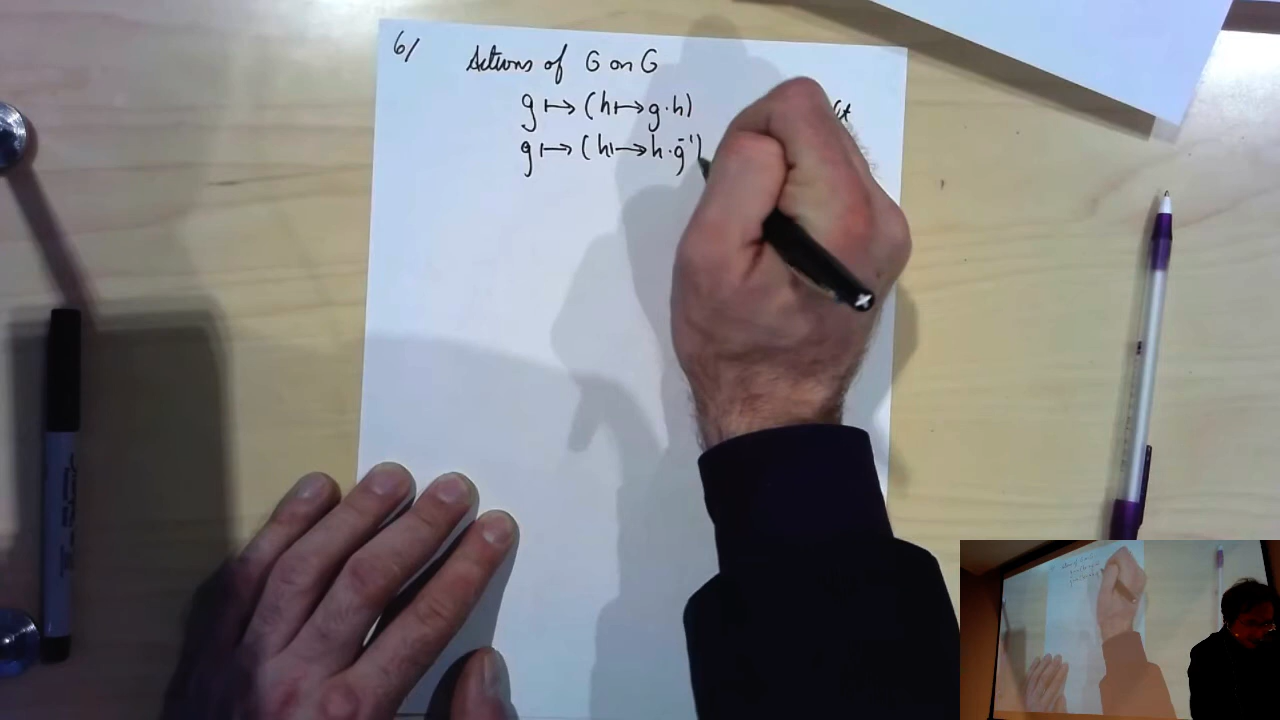 6/
Actions of G on G
g ↦ (h ↦ g·h)
g ↦ (h ↦ h·g⁻¹)